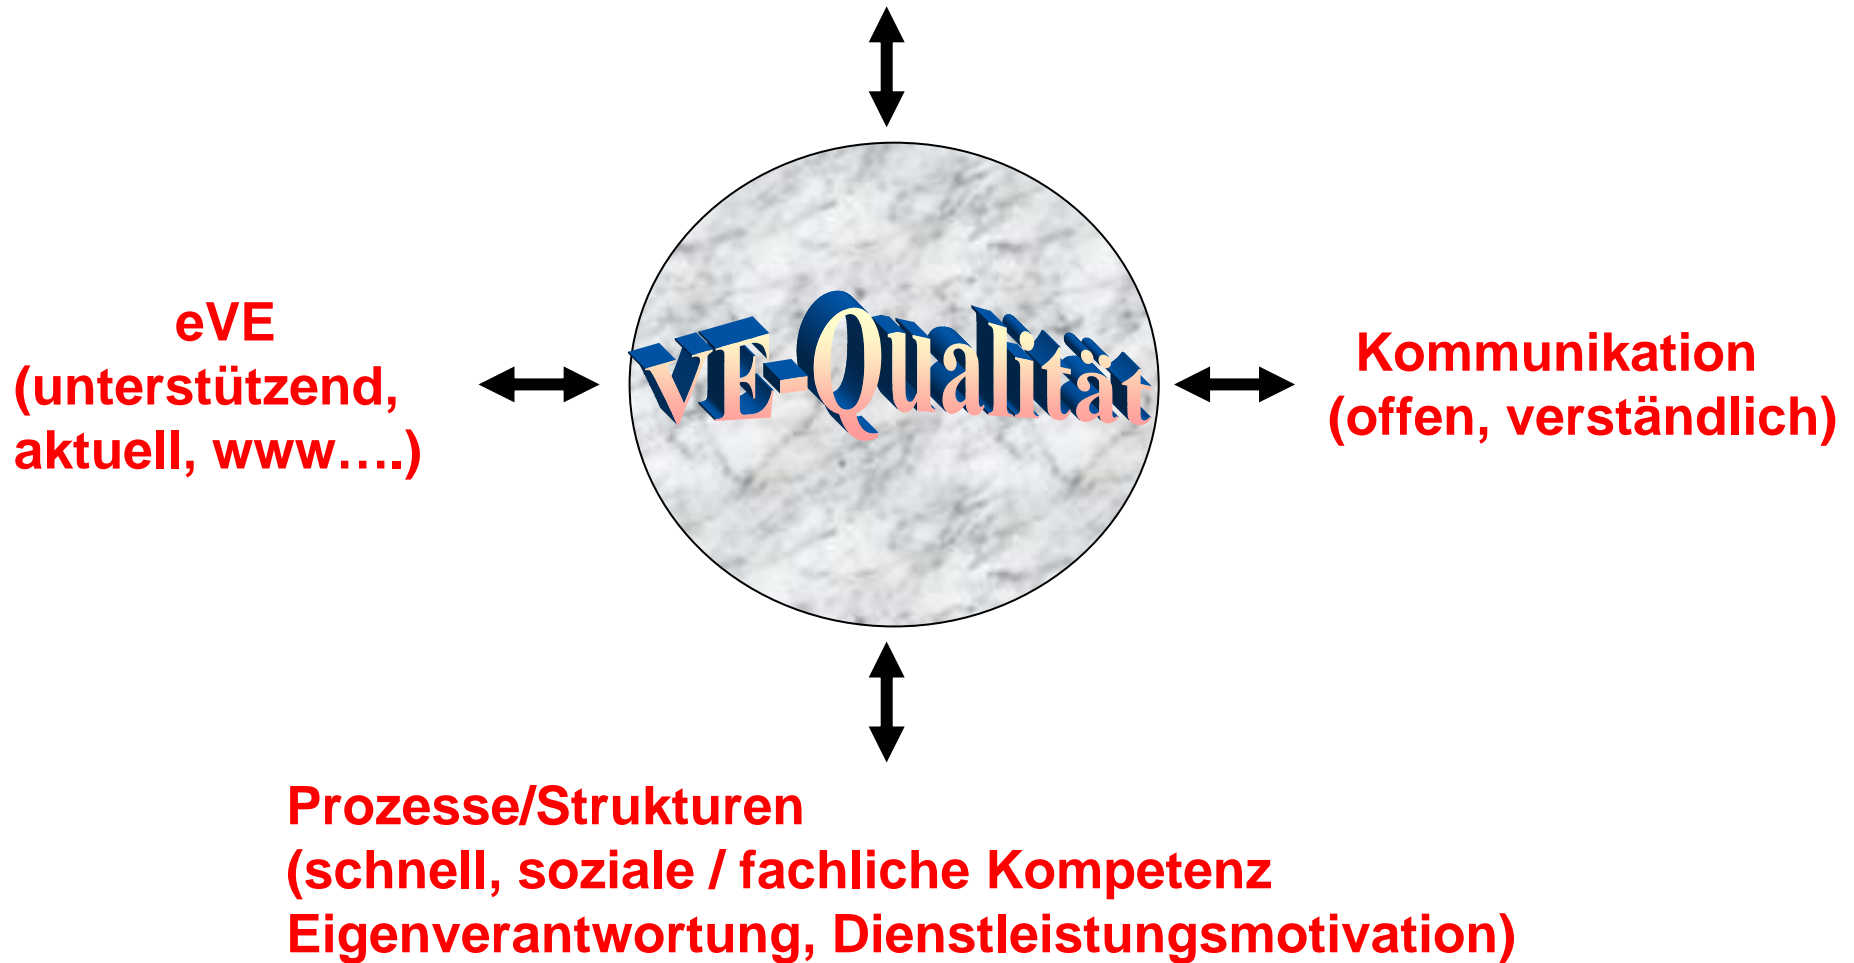 eVE
(unterstützend,
aktuell, www….)
VE-Qualität
Kommunikation
(offen, verständlich)
Prozesse/Strukturen
(schnell, soziale / fachliche Kompetenz
Eigenverantwortung, Dienstleistungsmotivation)